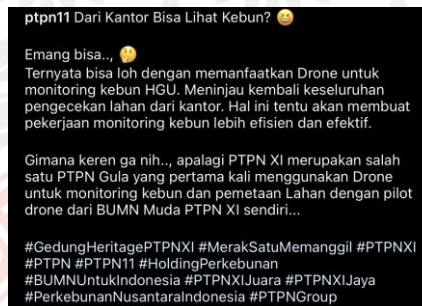 ptpn11 Dari Kantor Bisa Lihat Kebun? 😆
Emang bisa.., 🤔
Ternyata bisa loh dengan memanfaatkan Drone untuk
monitoring kebun HGU. Meninjau kembali keseluruhan
pengecekan lahan dari kantor. Hal ini tentu akan membuat
pekerjaan monitoring kebun lebih efisien dan efektif.
Gimana keren ga nih.., apalagi PTPN XI merupakan salah
satu PTPN Gula yang pertama kali menggunakan Drone
untuk monitoring kebun dan pemetaan Lahan dengan pilot
drone dari BUMN Muda PTPN XI sendiri...
#GedungHeritagePTPNXI #MerakSatuMemanggil #PTPNXI
#PTPN #PTPN11 #HoldingPerkebunan
#BUMNUntukIndonesia #PTPNXIJuara #PTPNXIJaya
#PerkebunanNusantaraIndonesia #PTPNGroup